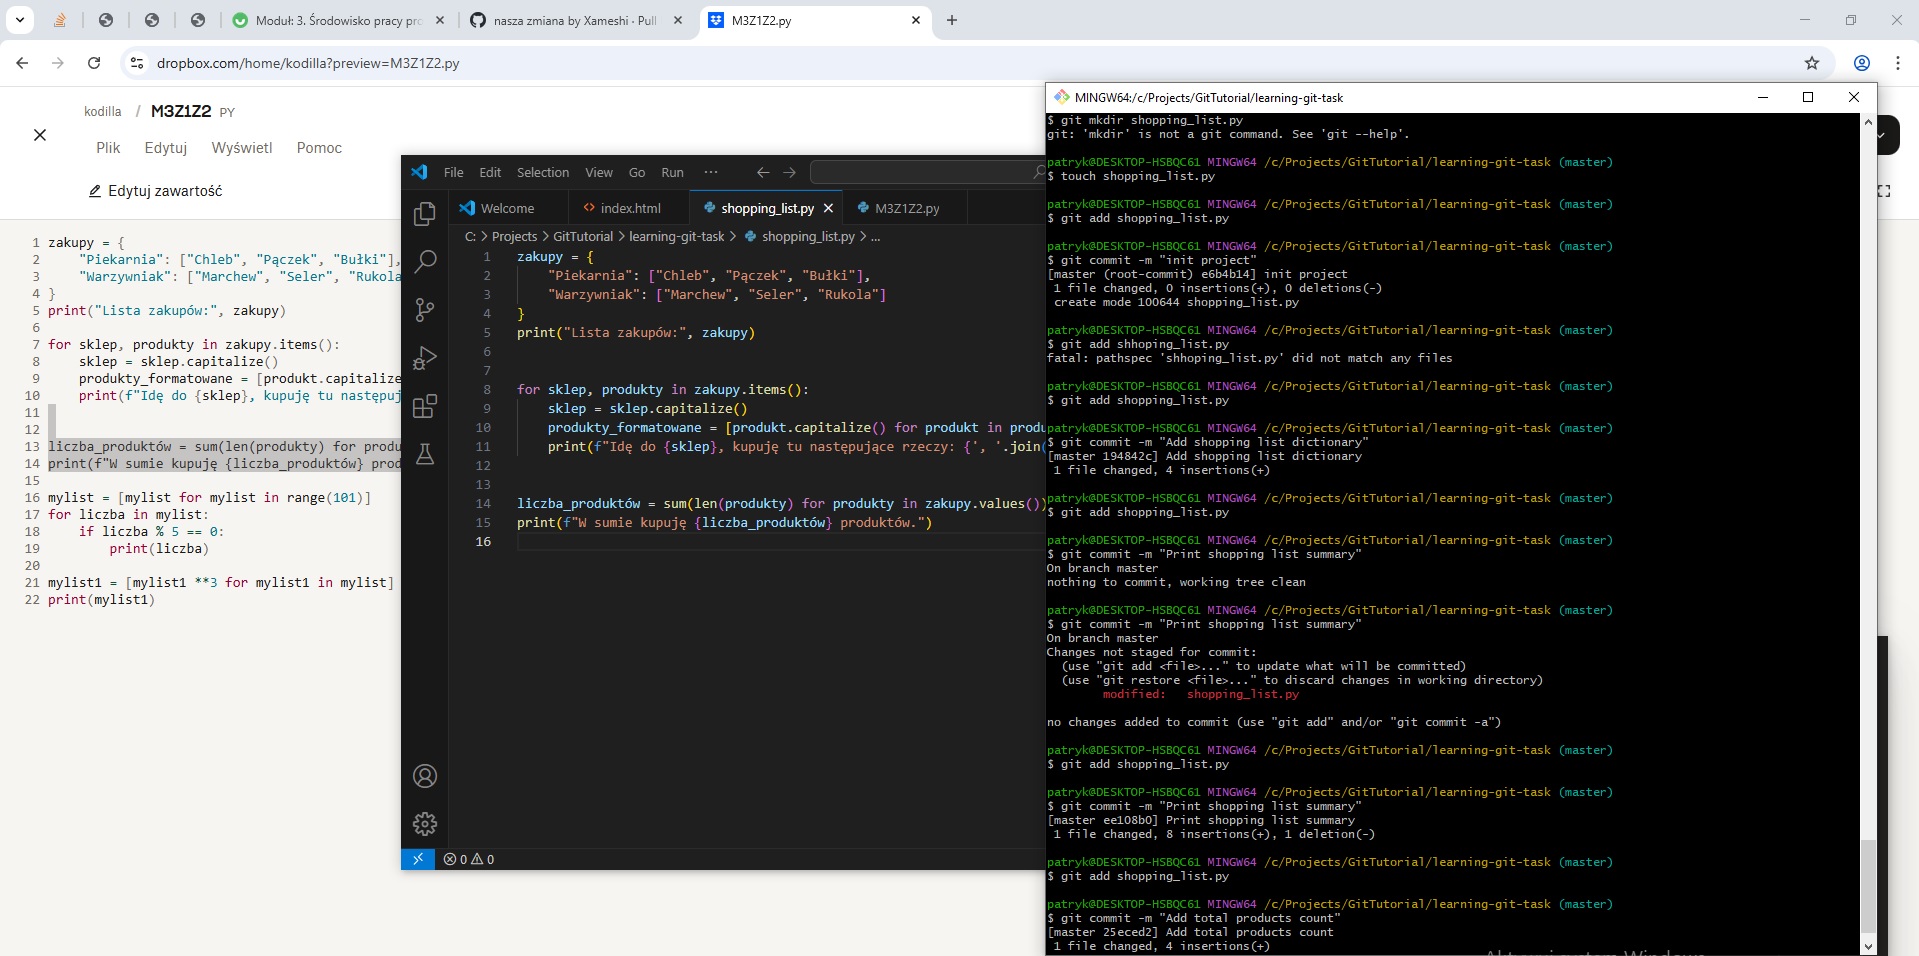 Moduł: 3. Środowisko pracy pro
nasza zmiana by Xameshi · Pull
M3Z1Z2.py
dropbox.com/home/kodilla?preview=M3Z1Z2.py
kodilla / M3Z1Z2 PY
Plik Edytuj Wyświetl Pomoc
Edytuj zawartość
1 zakupy = {
2 "Piekarnia": ["Chleb", "Pączek", "Bułki"],
3 "Warzywniak": ["Marchew", "Seler", "Rukola
4 }
5 print("Lista zakupów:", zakupy)
6
7 for sklep, produkty in zakupy.items():
8 sklep = sklep.capitalize()
9 produkty_formatowane = [produkt.capitalize
10 print(f"Idę do {sklep}, kupuję tu następuj
11
12
13 liczba_produktów = sum(len(produkty) for produ
14 print(f"W sumie kupuję {liczba_produktów} prod
15
16 mylist = [mylist for mylist in range(101)]
17 for liczba in mylist:
18 if liczba % 5 == 0:
19 print(liczba)
20
21 mylist1 = [mylist1 **3 for mylist1 in mylist]
22 print(mylist1)
File Edit Selection View Go Run ···
Welcome index.html shopping_list.py M3Z1Z2.py
C: > Projects > GitTutorial > learning-git-task > shopping_list.py > ...
1 zakupy = {
2 "Piekarnia": ["Chleb", "Pączek", "Bułki"],
3 "Warzywniak": ["Marchew", "Seler", "Rukola"]
4 }
5 print("Lista zakupów:", zakupy)
6
7
8 for sklep, produkty in zakupy.items():
9 sklep = sklep.capitalize()
10 produkty_formatowane = [produkt.capitalize() for produkt in produ
11 print(f"Idę do {sklep}, kupuję tu następujące rzeczy: {', '.join(
12
13
14 liczba_produktów = sum(len(produkty) for produkty in zakupy.values())
15 print(f"W sumie kupuję {liczba_produktów} produktów.")
16
0 0
MINGW64:/c/Projects/GitTutorial/learning-git-task
$ git mkdir shopping_list.py
git: 'mkdir' is not a git command. See 'git --help'.
patryk@DESKTOP-HSBQC61 MINGW64 /c/Projects/GitTutorial/learning-git-task (master)
$ touch shopping_list.py
patryk@DESKTOP-HSBQC61 MINGW64 /c/Projects/GitTutorial/learning-git-task (master)
$ git add shopping_list.py
patryk@DESKTOP-HSBQC61 MINGW64 /c/Projects/GitTutorial/learning-git-task (master)
$ git commit -m "init project"
[master (root-commit) e6b4b14] init project
1 file changed, 0 insertions(+), 0 deletions(-)
create mode 100644 shopping_list.py
patryk@DESKTOP-HSBQC61 MINGW64 /c/Projects/GitTutorial/learning-git-task (master)
$ git add shhoping_list.py
fatal: pathspec 'shhoping_list.py' did not match any files
patryk@DESKTOP-HSBQC61 MINGW64 /c/Projects/GitTutorial/learning-git-task (master)
$ git add shopping_list.py
patryk@DESKTOP-HSBQC61 MINGW64 /c/Projects/GitTutorial/learning-git-task (master)
$ git commit -m "Add shopping list dictionary"
[master 194842c] Add shopping list dictionary
1 file changed, 4 insertions(+)
patryk@DESKTOP-HSBQC61 MINGW64 /c/Projects/GitTutorial/learning-git-task (master)
$ git add shopping_list.py
patryk@DESKTOP-HSBQC61 MINGW64 /c/Projects/GitTutorial/learning-git-task (master)
$ git commit -m "Print shopping list summary"
On branch master
nothing to commit, working tree clean
patryk@DESKTOP-HSBQC61 MINGW64 /c/Projects/GitTutorial/learning-git-task (master)
$ git commit -m "Print shopping list summary"
On branch master
Changes not staged for commit:
(use "git add <file>..." to update what will be committed)
(use "git restore <file>..." to discard changes in working directory)
modified: shopping_list.py
no changes added to commit (use "git add" and/or "git commit -a")
patryk@DESKTOP-HSBQC61 MINGW64 /c/Projects/GitTutorial/learning-git-task (master)
$ git add shopping_list.py
patryk@DESKTOP-HSBQC61 MINGW64 /c/Projects/GitTutorial/learning-git-task (master)
$ git commit -m "Print shopping list summary"
[master ee108b0] Print shopping list summary
1 file changed, 8 insertions(+), 1 deletion(-)
patryk@DESKTOP-HSBQC61 MINGW64 /c/Projects/GitTutorial/learning-git-task (master)
$ git add shopping_list.py
patryk@DESKTOP-HSBQC61 MINGW64 /c/Projects/GitTutorial/learning-git-task (master)
$ git commit -m "Add total products count"
[master 25eced2] Add total products count
1 file changed, 4 insertions(+)